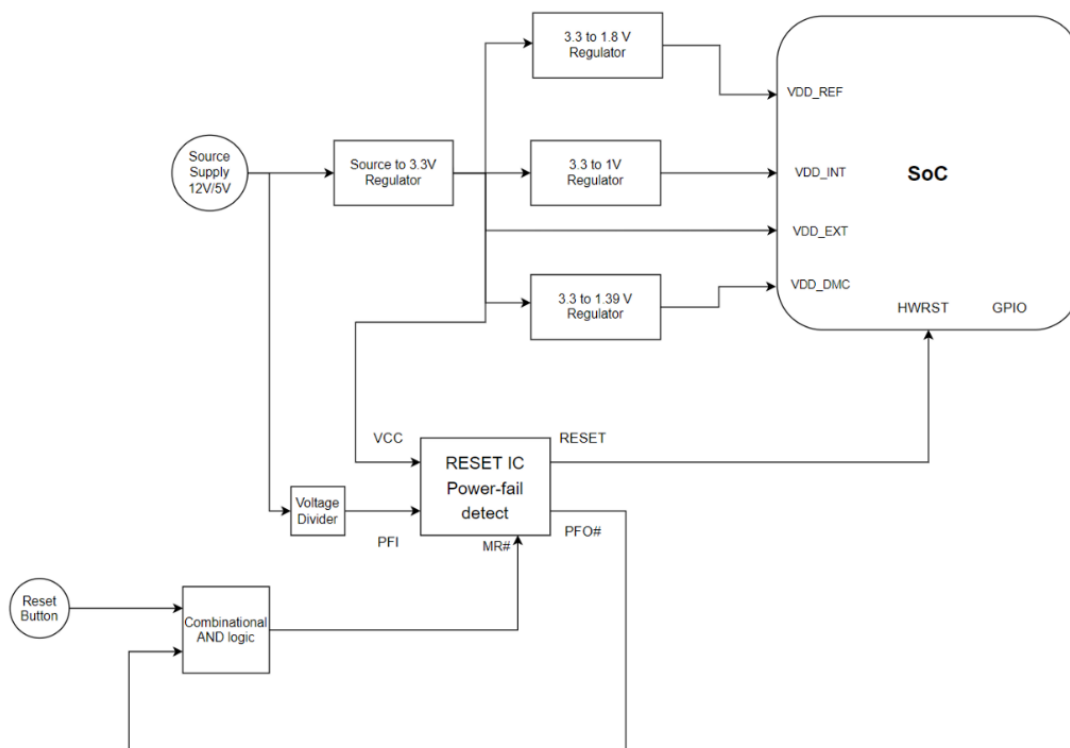 3.3 to 1.8 V
Regulator
VDD_REF
Source
Supply
12V/5V
Source to 3.3V
Regulator
3.3 to 1V
Regulator
VDD_INT
SoC
VDD_EXT
3.3 to 1.39 V
Regulator
VDD_DMC
HWRST
GPIO
VCC
RESET
RESET IC
Power-fail
detect
Voltage
Divider
PFI
MR#
PFO#
Reset
Button
Combinational
AND logic